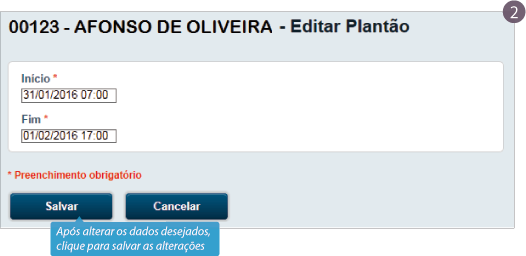 2
00123 - AFONSO DE OLIVEIRA - Editar Plantão
Início *
31/01/2016 07:00
Fim *
01/02/2016 17:00
* Preenchimento obrigatório
Salvar Cancelar
Após alterar os dados desejados,
clique para salvar as alterações